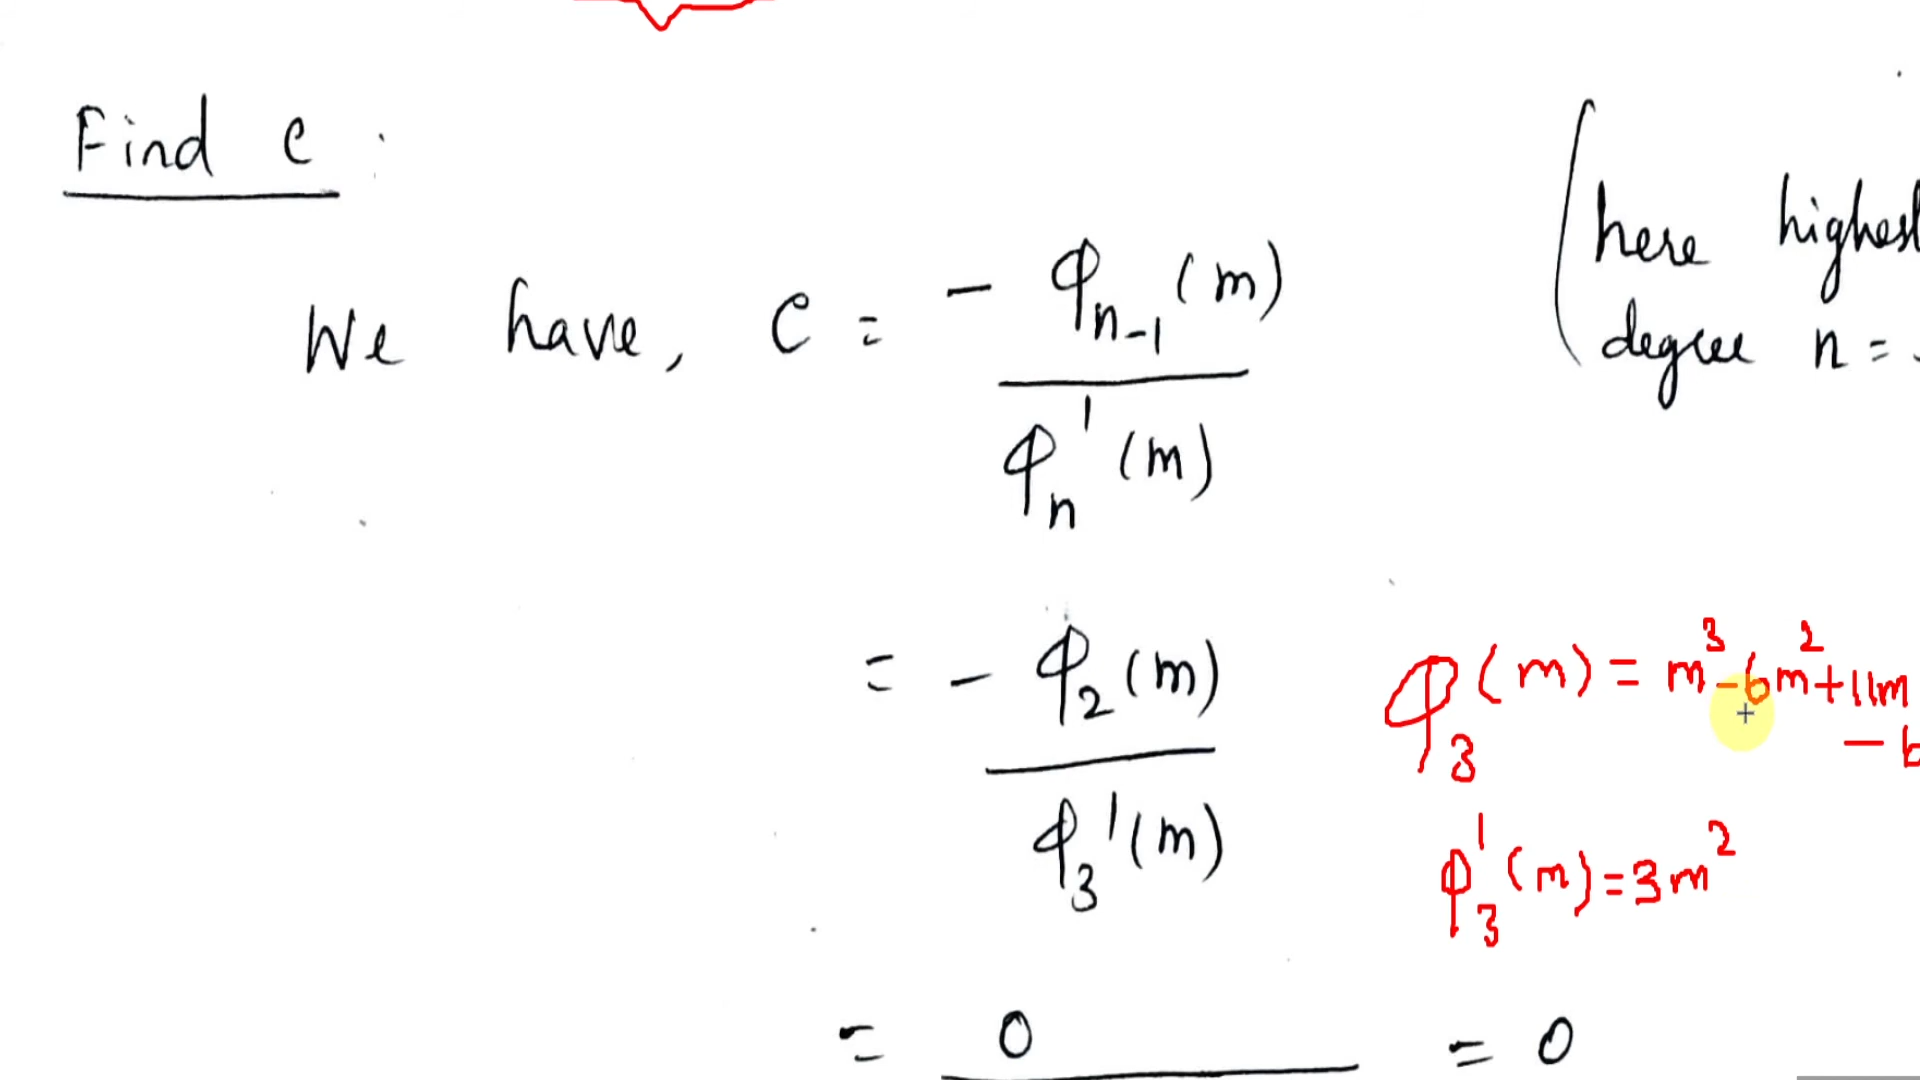 Find C :
(here highest
We have, C = - φₙ₋₁(m) / φₙ'(m)
degree n =
= - φ₂(m) / φ₃'(m)
φ₃(m) = m³-6m²+11m
- 6
φ₃'(m) = 3m²
= 0 = 0